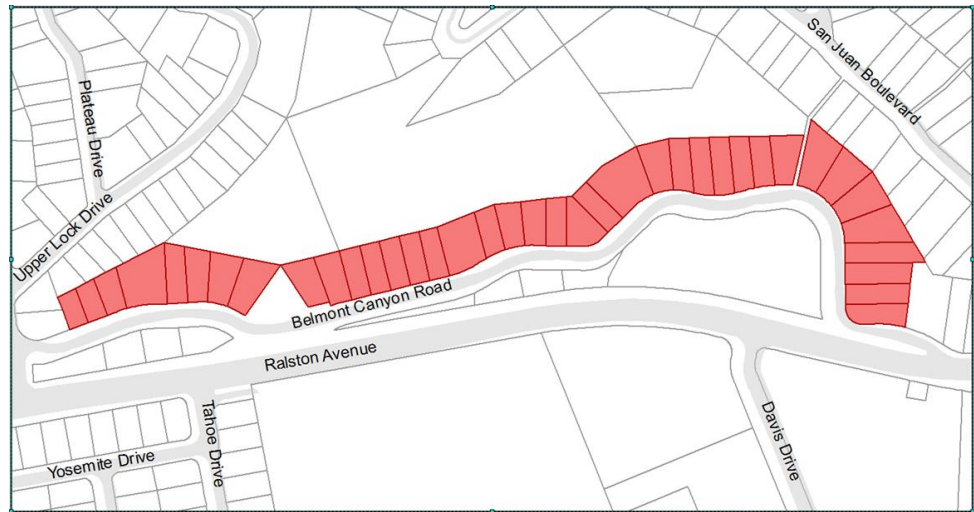 San Juan Boulevard
Plateau Drive
Upper Lock Drive
Belmont Canyon Road
Ralston Avenue
Tahoe Drive
Davis Drive
Yosemite Drive